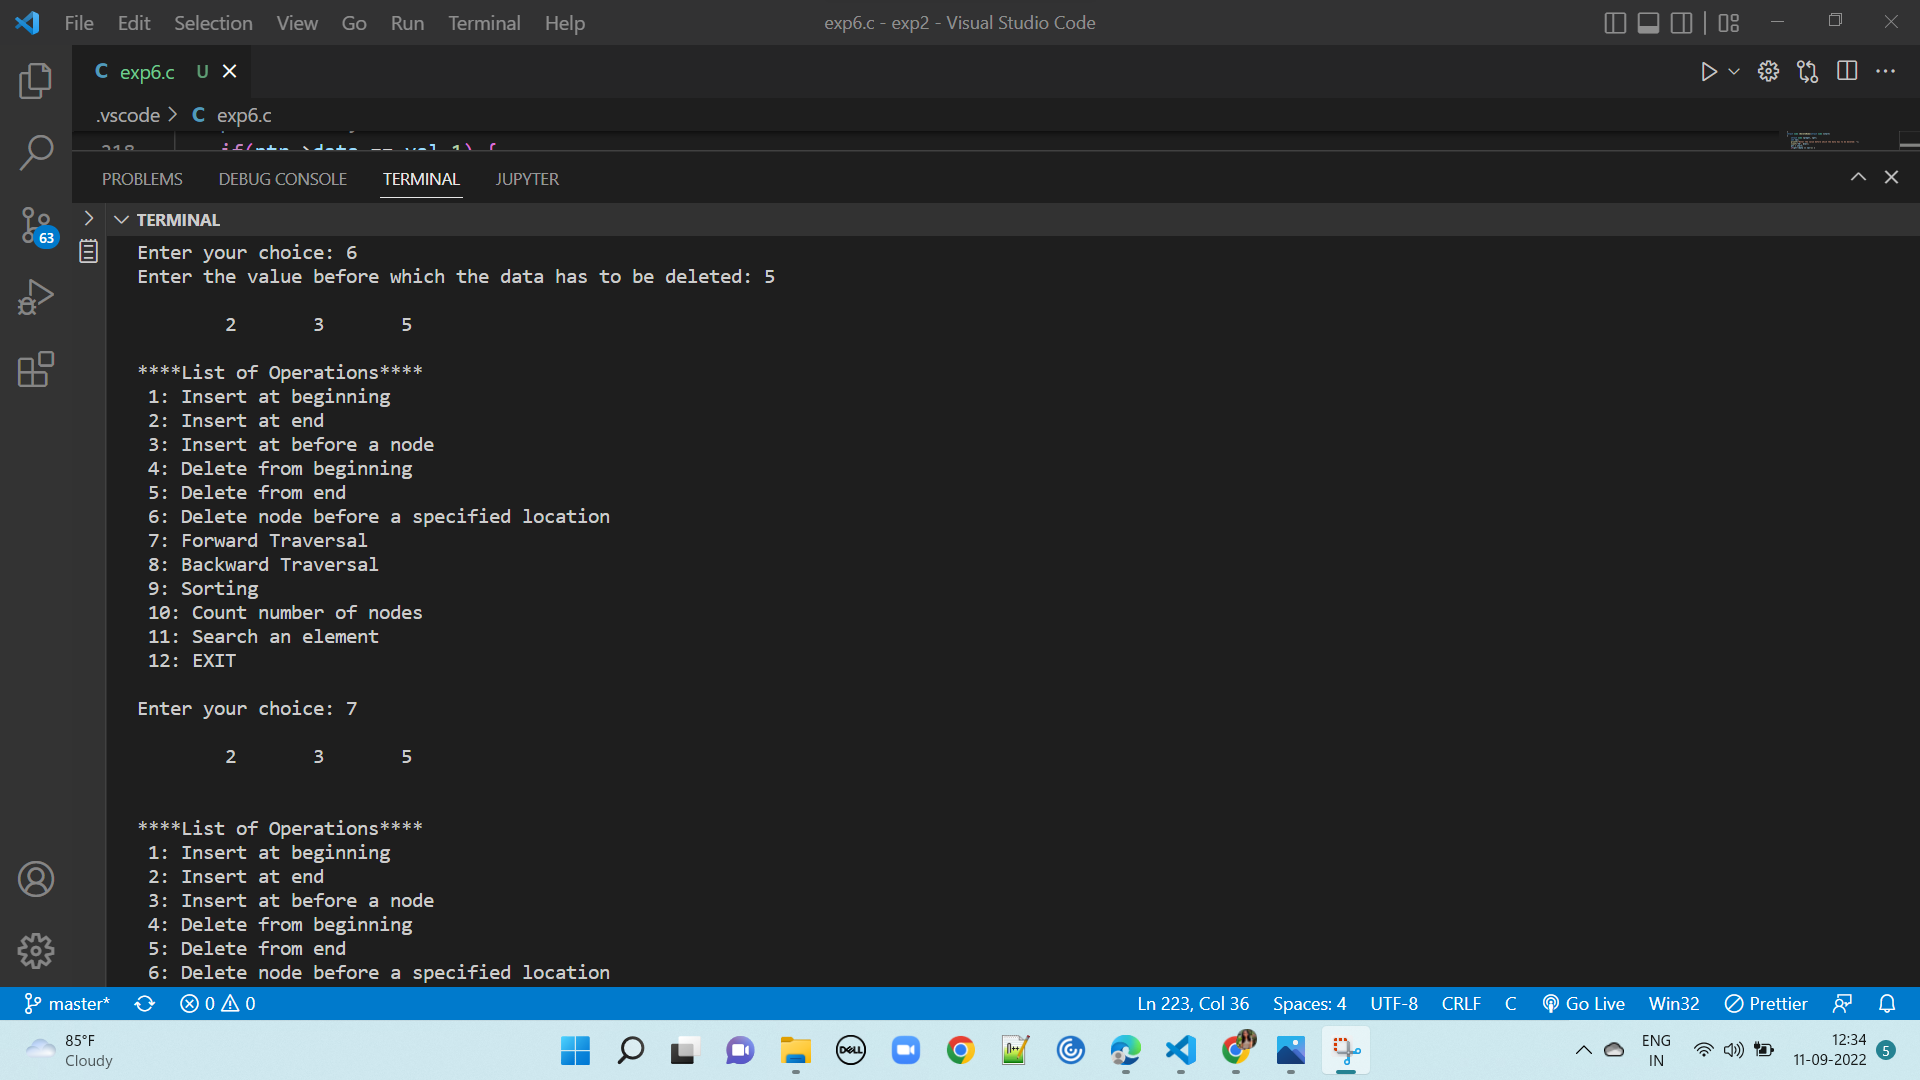 File Edit Selection View Go Run Terminal Help exp6.c - exp2 - Visual Studio Code
C exp6.c U
.vscode > C exp6.c
PROBLEMS DEBUG CONSOLE TERMINAL JUPYTER
TERMINAL
63
Enter your choice: 6
Enter the value before which the data has to be deleted: 5
2 3 5
****List of Operations****
1: Insert at beginning
2: Insert at end
3: Insert at before a node
4: Delete from beginning
5: Delete from end
6: Delete node before a specified location
7: Forward Traversal
8: Backward Traversal
9: Sorting
10: Count number of nodes
11: Search an element
12: EXIT
Enter your choice: 7
2 3 5
****List of Operations****
1: Insert at beginning
2: Insert at end
3: Insert at before a node
4: Delete from beginning
5: Delete from end
6: Delete node before a specified location
master* 0 0 Ln 223, Col 36 Spaces: 4 UTF-8 CRLF C Go Live Win32 Prettier
85°F
Cloudy
DELL
ENG
IN
12:34
11-09-2022
5